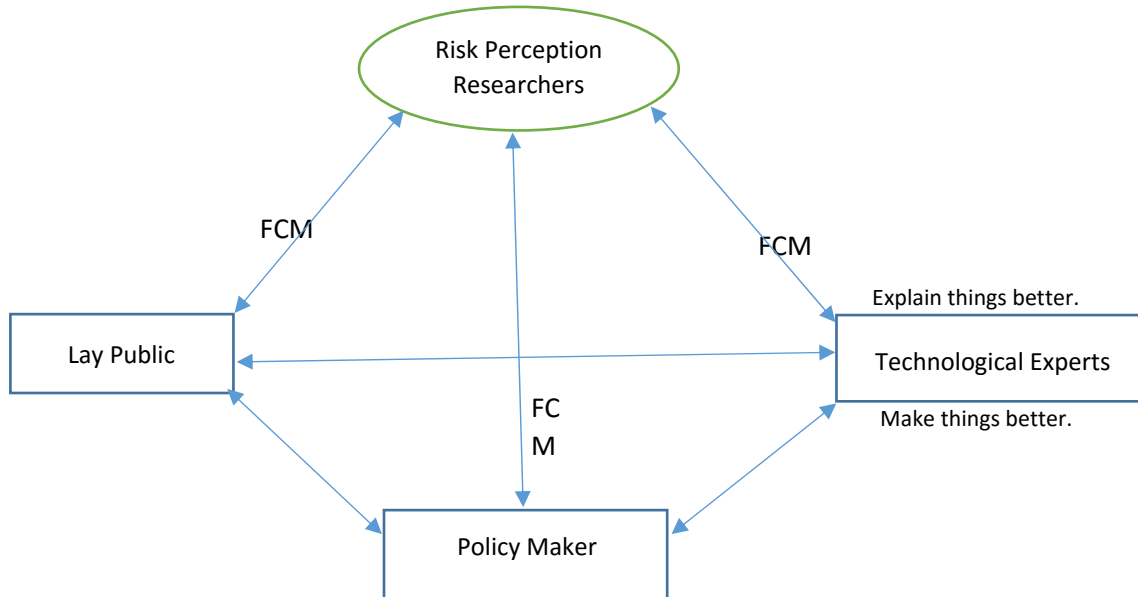 Risk Perception
Researchers
FCM
FCM
Explain things better.
Lay Public
Technological Experts
FC
M
Make things better.
Policy Maker